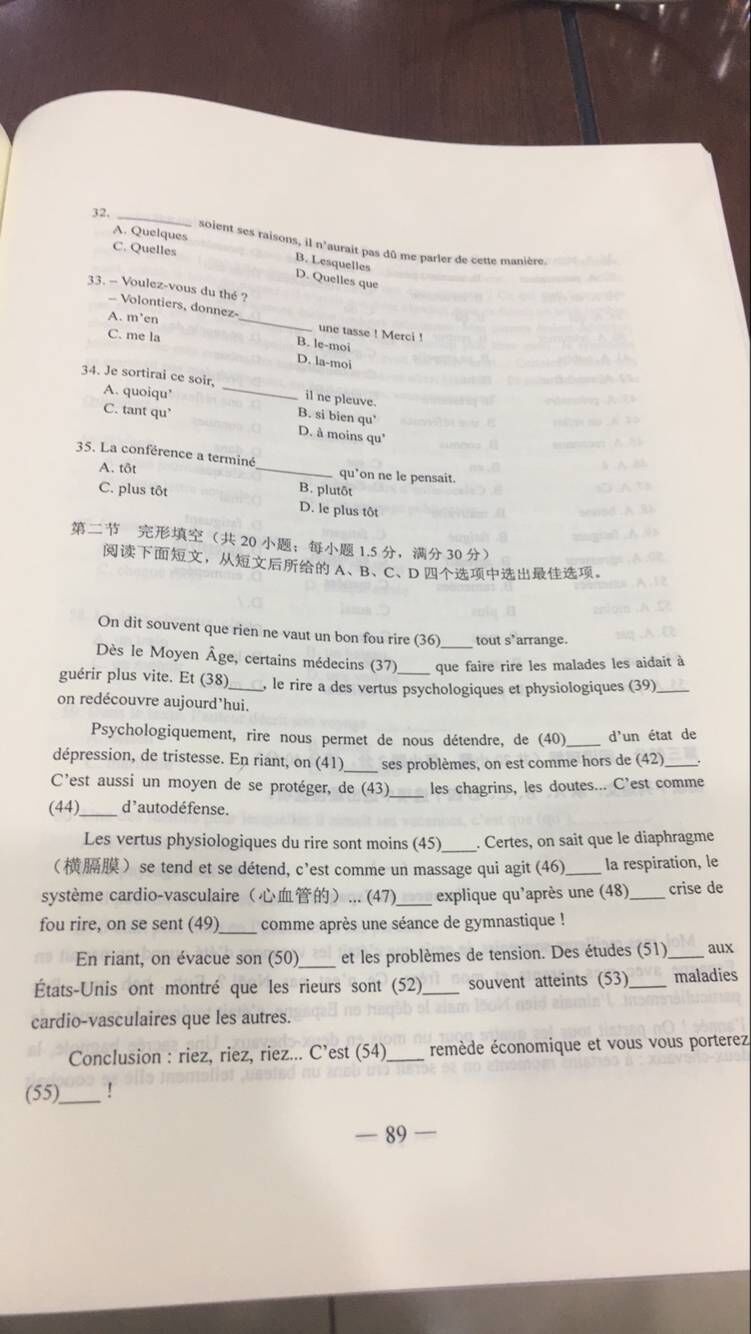 32. ________ soient ses raisons, il n'aurait pas dû me parler de cette manière.
A. Quelques B. Lesquelles
C. Quelles D. Quelles que
33. – Voulez-vous du thé ?
– Volontiers, donnez-________ une tasse ! Merci !
A. m'en B. le-moi
C. me la D. la-moi
34. Je sortirai ce soir, ________ il ne pleuve.
A. quoiqu' B. si bien qu'
C. tant qu' D. à moins qu'
35. La conférence a terminé________ qu'on ne le pensait.
A. tôt B. plutôt
C. plus tôt D. le plus tôt
第二节 完形填空（共 20 小题；每小题 1.5 分，满分 30 分）
阅读下面短文，从短文后所给的 A、B、C、D 四个选项中选出最佳选项。
On dit souvent que rien ne vaut un bon fou rire (36)____ tout s'arrange.
Dès le Moyen Âge, certains médecins (37)____ que faire rire les malades les aidait à
guérir plus vite. Et (38)____, le rire a des vertus psychologiques et physiologiques (39)____
on redécouvre aujourd'hui.
Psychologiquement, rire nous permet de nous détendre, de (40)____ d'un état de
dépression, de tristesse. En riant, on (41)____ ses problèmes, on est comme hors de (42)____.
C'est aussi un moyen de se protéger, de (43)____ les chagrins, les doutes... C'est comme
(44)____ d'autodéfense.
Les vertus physiologiques du rire sont moins (45)____. Certes, on sait que le diaphragme
（横膈膜）se tend et se détend, c'est comme un massage qui agit (46)____ la respiration, le
système cardio-vasculaire（心血管的）... (47)____ explique qu'après une (48)____ crise de
fou rire, on se sent (49)____ comme après une séance de gymnastique !
En riant, on évacue son (50)____ et les problèmes de tension. Des études (51)____ aux
États-Unis ont montré que les rieurs sont (52)____ souvent atteints (53)____ maladies
cardio-vasculaires que les autres.
Conclusion : riez, riez, riez... C'est (54)____ remède économique et vous vous porterez
(55)____ !
— 89 —